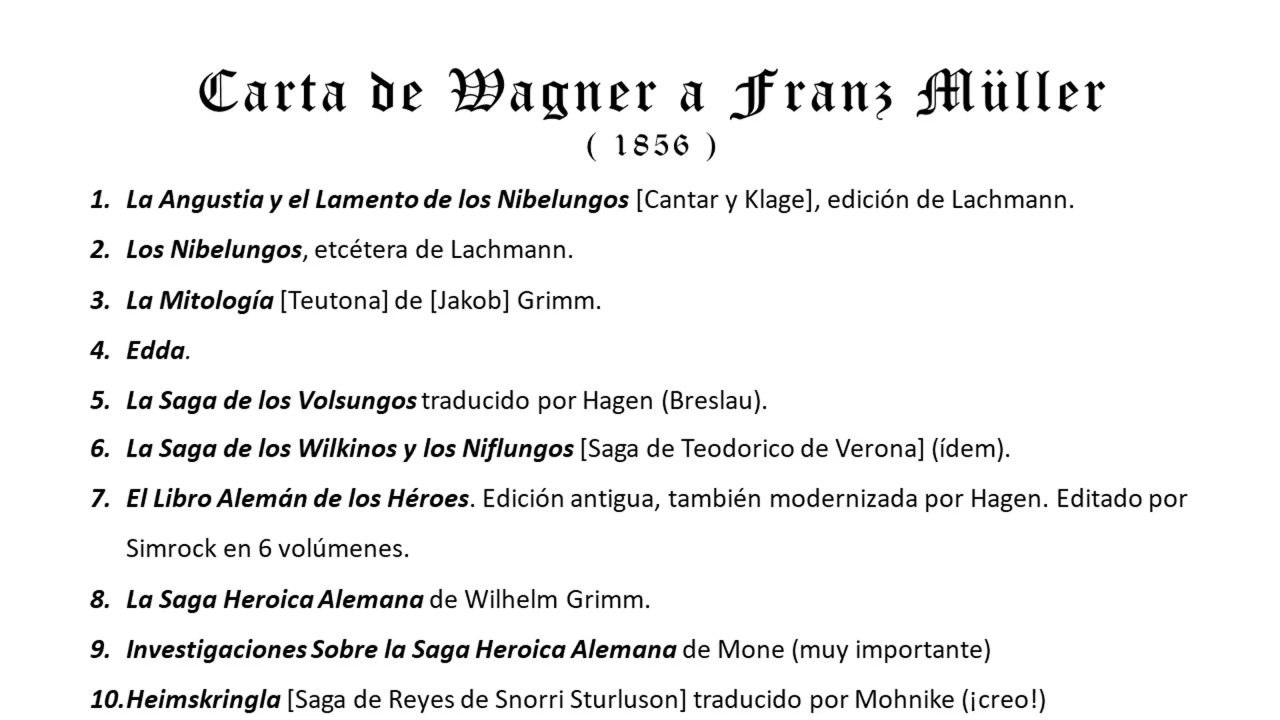 Carta de Wagner a Franz Müller
( 1856 )
1. La Angustia y el Lamento de los Nibelungos [Cantar y Klage], edición de Lachmann.
2. Los Nibelungos, etcétera de Lachmann.
3. La Mitología [Teutona] de [Jakob] Grimm.
4. Edda.
5. La Saga de los Volsungos traducido por Hagen (Breslau).
6. La Saga de los Wilkinos y los Niflungos [Saga de Teodorico de Verona] (ídem).
7. El Libro Alemán de los Héroes. Edición antigua, también modernizada por Hagen. Editado por
Simrock en 6 volúmenes.
8. La Saga Heroica Alemana de Wilhelm Grimm.
9. Investigaciones Sobre la Saga Heroica Alemana de Mone (muy importante)
10. Heimskringla [Saga de Reyes de Snorri Sturluson] traducido por Mohnike (¡creo!)